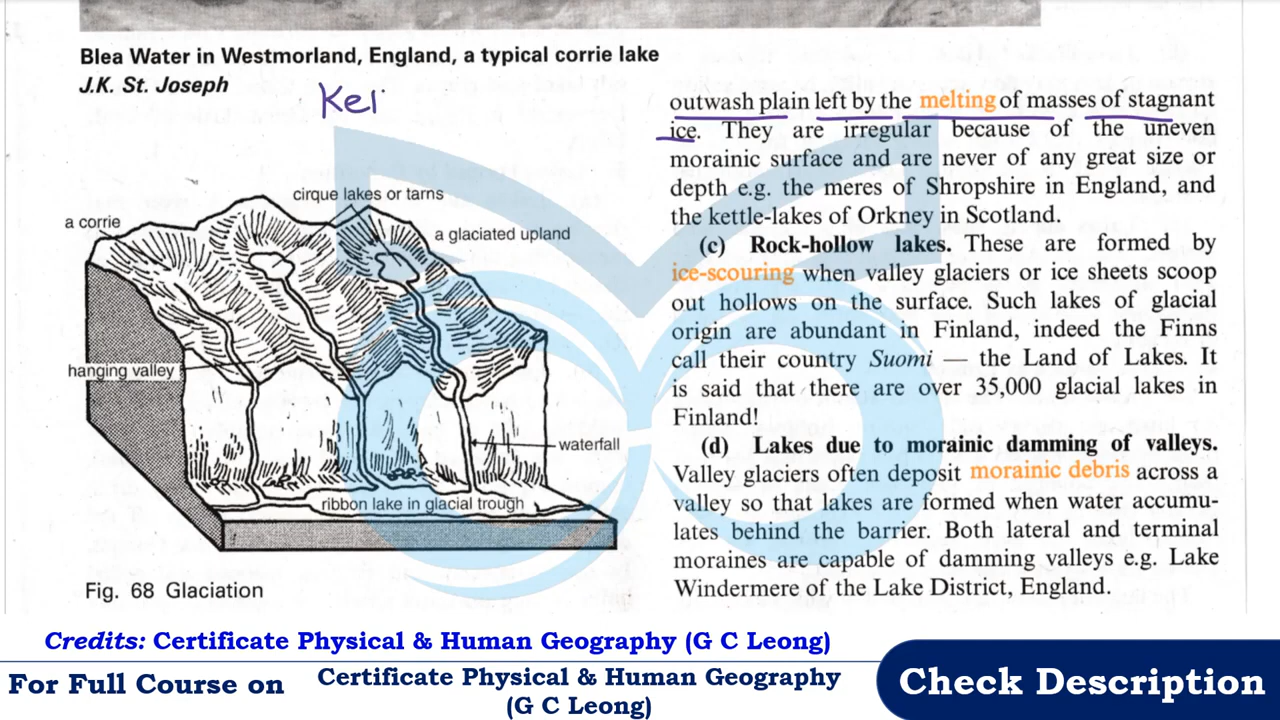 Blea Water in Westmorland, England, a typical corrie lake
J.K. St. Joseph
Kei
cirque lakes or tarns
a corrie
a glaciated upland
hanging valley
waterfall
ribbon lake in glacial trough
Fig. 68 Glaciation
outwash plain left by the melting of masses of stagnant
ice. They are irregular because of the uneven
morainic surface and are never of any great size or
depth e.g. the meres of Shropshire in England, and
the kettle-lakes of Orkney in Scotland.
(c) Rock-hollow lakes. These are formed by
ice-scouring when valley glaciers or ice sheets scoop
out hollows on the surface. Such lakes of glacial
origin are abundant in Finland, indeed the Finns
call their country Suomi — the Land of Lakes. It
is said that there are over 35,000 glacial lakes in
Finland!
(d) Lakes due to morainic damming of valleys.
Valley glaciers often deposit morainic debris across a
valley so that lakes are formed when water accumu-
lates behind the barrier. Both lateral and terminal
moraines are capable of damming valleys e.g. Lake
Windermere of the Lake District, England.
Credits: Certificate Physical & Human Geography (G C Leong)
For Full Course on
Certificate Physical & Human Geography
(G C Leong)
Check Description